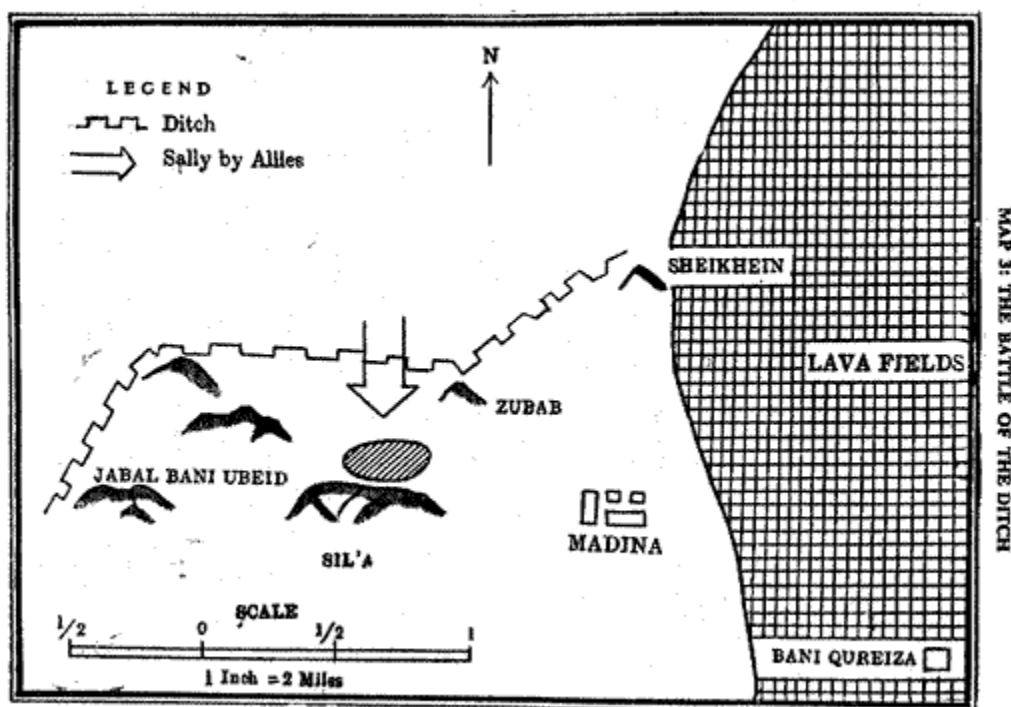 LEGEND
Ditch
Sally by Allies
N
SHEIKHEIN
LAVA FIELDS
ZUBAB
JABAL BANI UBEID
MADINA
SIL'A
SCALE
1/2 0 1/2 1
1 Inch = 2 Miles
BANI QUREIZA
MAP 3: THE BATTLE OF THE DITCH